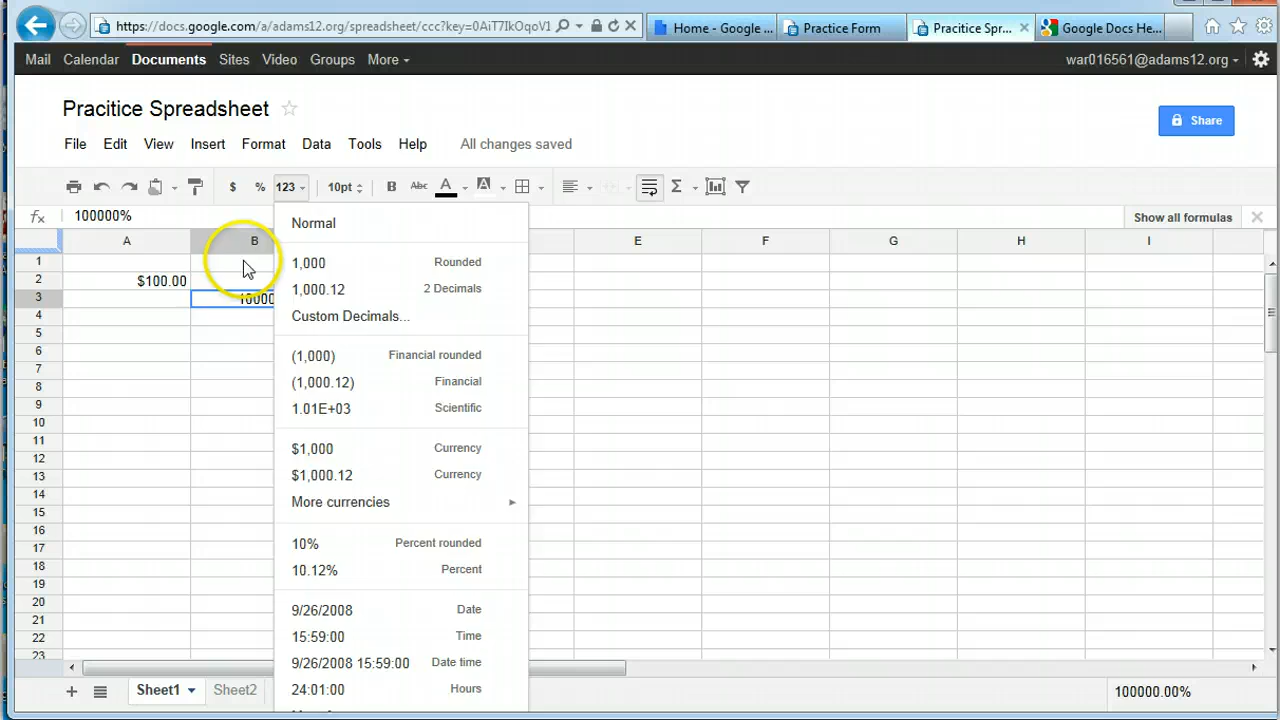 https://docs.google.com/a/adams12.org/spreadsheet/ccc?key=0AiT7IkOqoV1
Home - Google ...
Practice Form
Pracitice Spr...
Google Docs He...
Mail Calendar Documents Sites Video Groups More
war016561@adams12.org
Pracitice Spreadsheet
Share
File Edit View Insert Format Data Tools Help All changes saved
$ % 123 10pt B Abc A A Σ
fx 100000%
Show all formulas
A B E F G H I
1
2 $100.00
3 10000
4
5
6
7
8
9
10
11
12
13
14
15
16
17
18
19
20
21
22
23
Normal
1,000 Rounded
1,000.12 2 Decimals
Custom Decimals...
(1,000) Financial rounded
(1,000.12) Financial
1.01E+03 Scientific
$1,000 Currency
$1,000.12 Currency
More currencies
10% Percent rounded
10.12% Percent
9/26/2008 Date
15:59:00 Time
9/26/2008 15:59:00 Date time
24:01:00 Hours
+ Sheet1 Sheet2
100000.00%